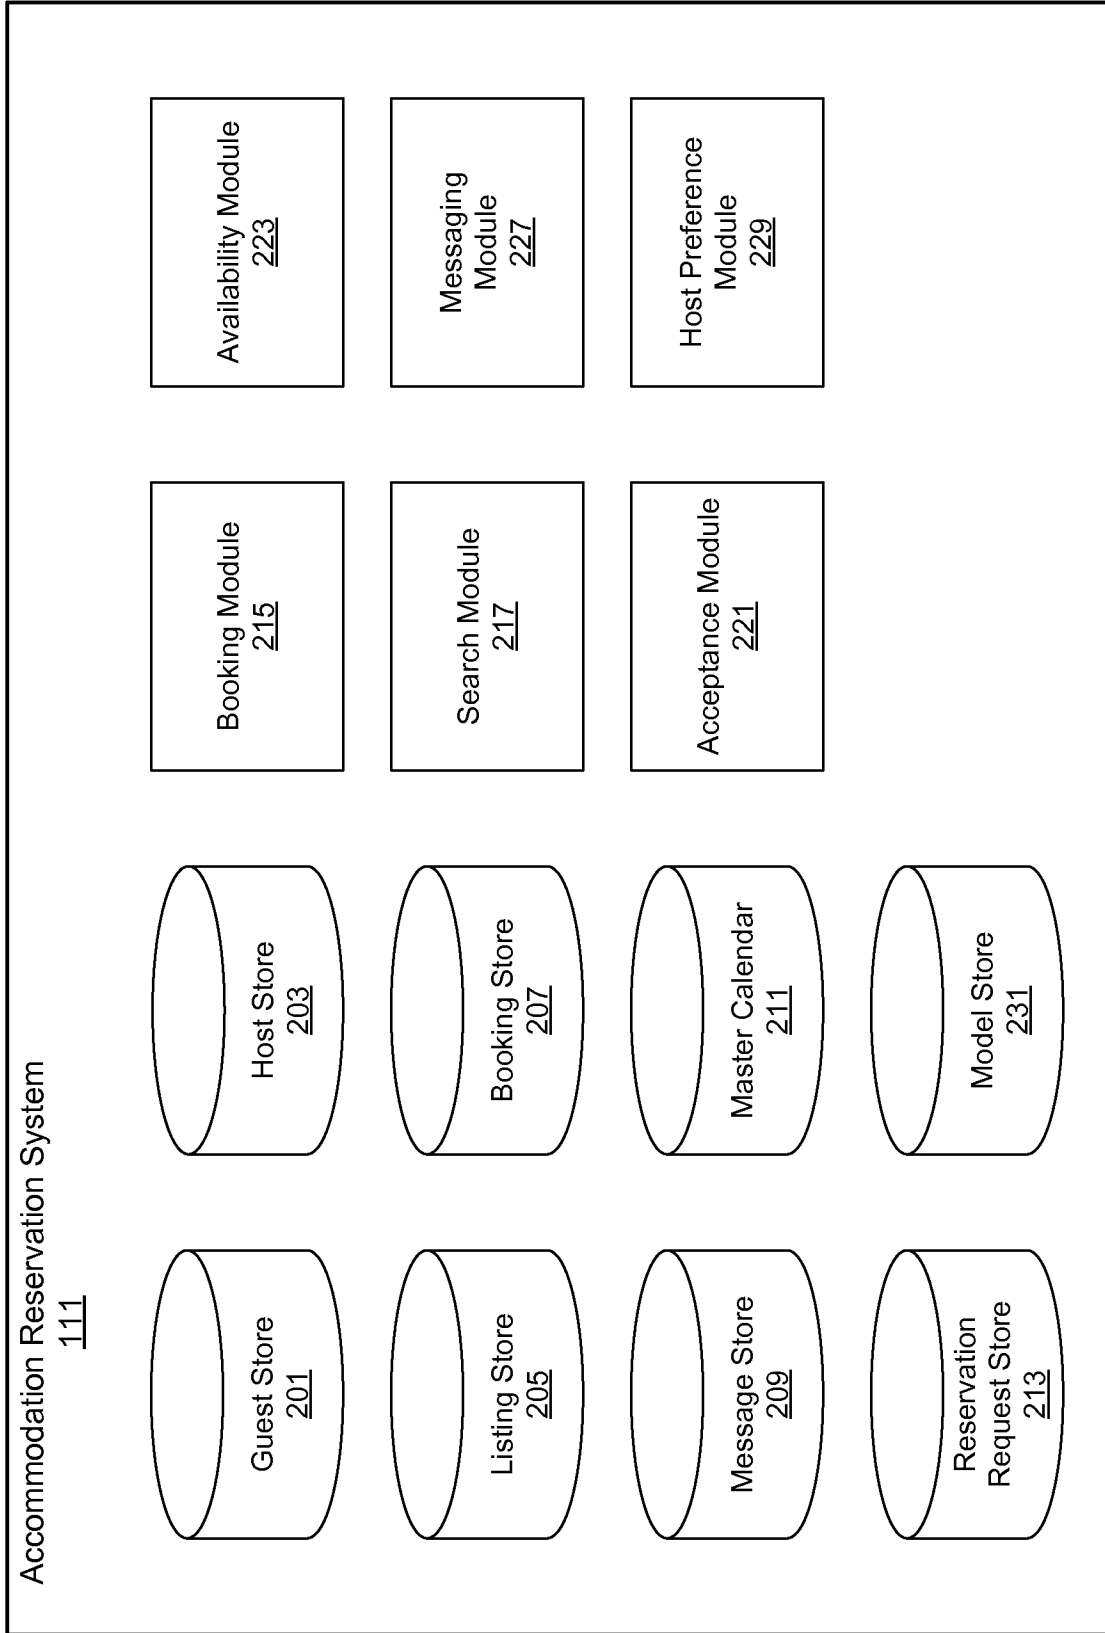 Accommodation Reservation System
111
Guest Store
201
Host Store
203
Booking Module
215
Availability Module
223
Listing Store
205
Booking Store
207
Search Module
217
Messaging
Module
227
Message Store
209
Master Calendar
211
Acceptance Module
221
Host Preference
Module
229
Reservation
Request Store
213
Model Store
231